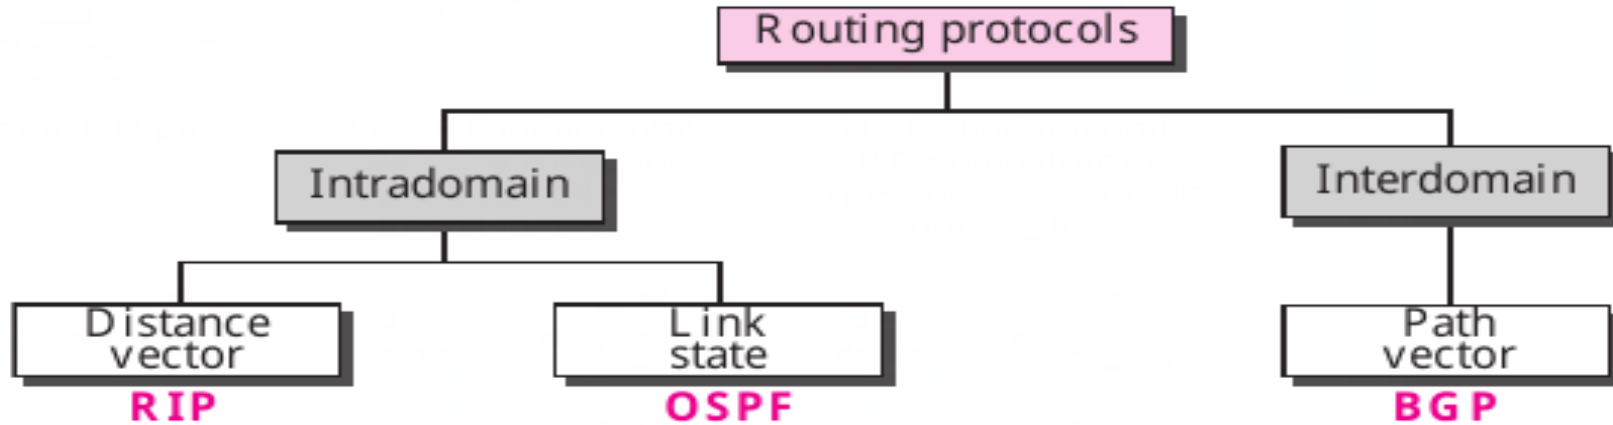 Routing protocols
Intradomain
Interdomain
Distance
vector
Link
state
Path
vector
RIP
OSPF
BGP